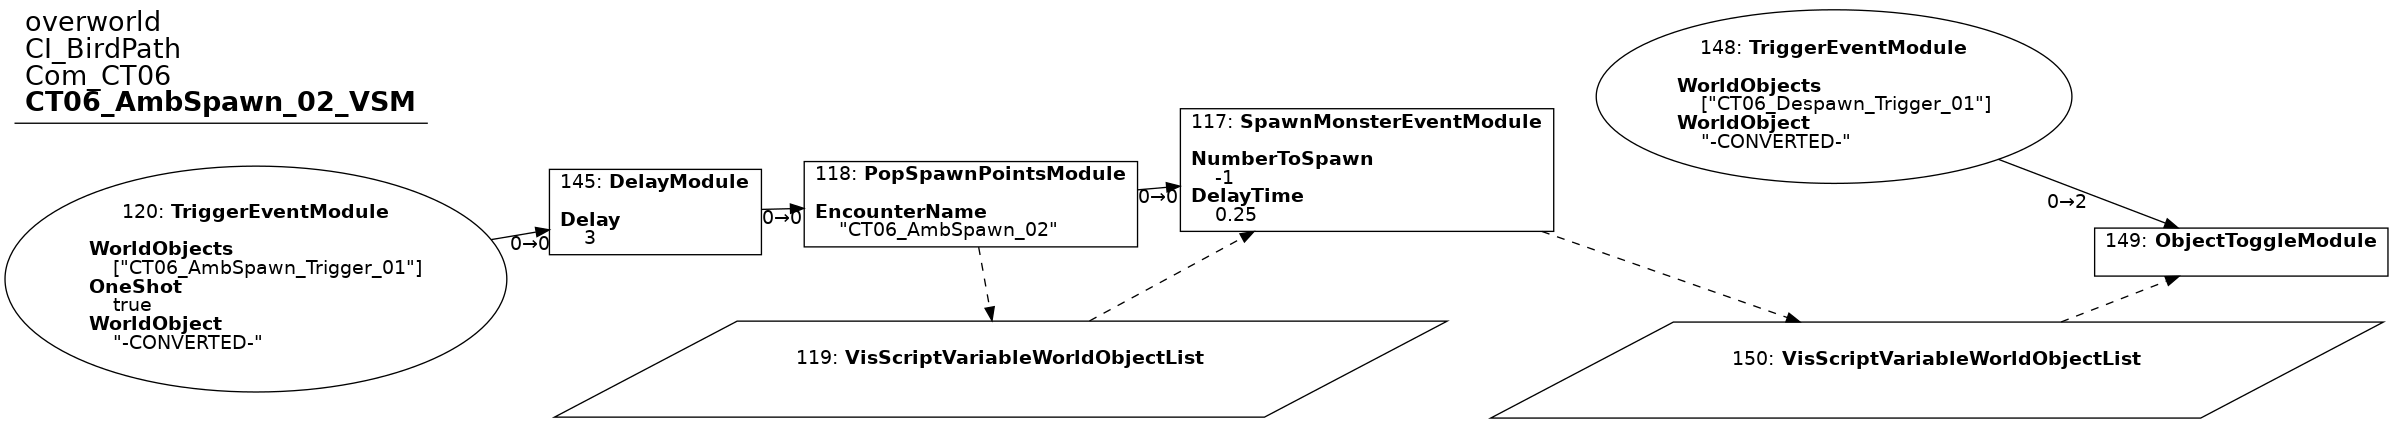 overworld
CI_BirdPath
Com_CT06
CT06_AmbSpawn_02_VSM
120: TriggerEventModule
WorldObjects
["CT06_AmbSpawn_Trigger_01"]
OneShot
true
WorldObject
"-CONVERTED-"
0→0
145: DelayModule
Delay
3
0→0
118: PopSpawnPointsModule
EncounterName
"CT06_AmbSpawn_02"
0→0
117: SpawnMonsterEventModule
NumberToSpawn
-1
DelayTime
0.25
119: VisScriptVariableWorldObjectList
148: TriggerEventModule
WorldObjects
["CT06_Despawn_Trigger_01"]
WorldObject
"-CONVERTED-"
0→2
149: ObjectToggleModule
150: VisScriptVariableWorldObjectList